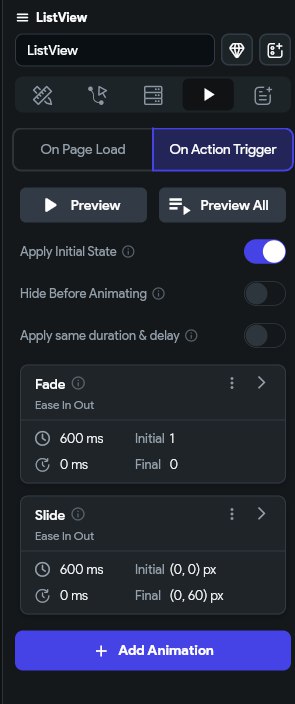 ListView
ListView
On Page Load
On Action Trigger
Preview
Preview All
Apply Initial State
Hide Before Animating
Apply same duration & delay
Fade
Ease In Out
600 ms Initial 1
0 ms Final 0
Slide
Ease In Out
600 ms Initial (0, 0) px
0 ms Final (0, 60) px
+ Add Animation